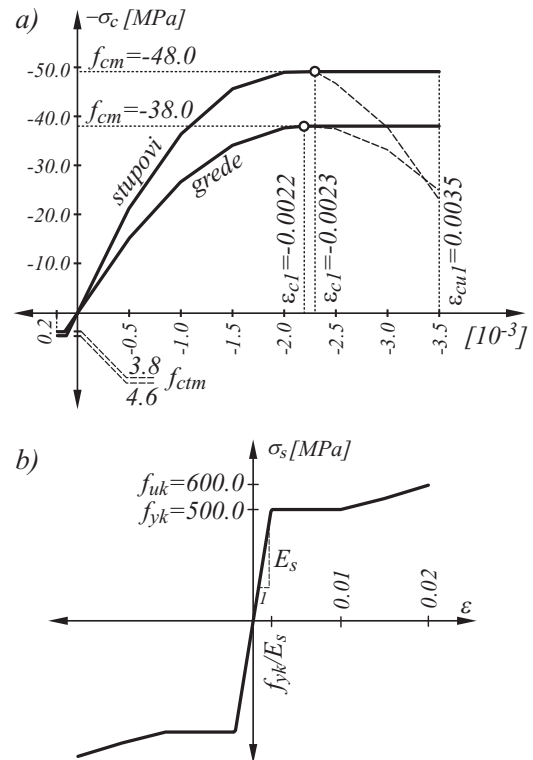 a)
-σc [MPa]
fcm=-48.0
-50.0
fcm=-38.0
-40.0
stupovi
-30.0
grede
-20.0
-10.0
εc1=-0.0022
εc1=-0.0023
εcu1=0.0035
0.2
-0.5
-1.0
-1.5
-2.0
-2.5
-3.0
-3.5
[10-3]
3.8
fctm
4.6
b)
σs [MPa]
fuk=600.0
fyk=500.0
Es
1
0.01
0.02
ε
fyk/Es